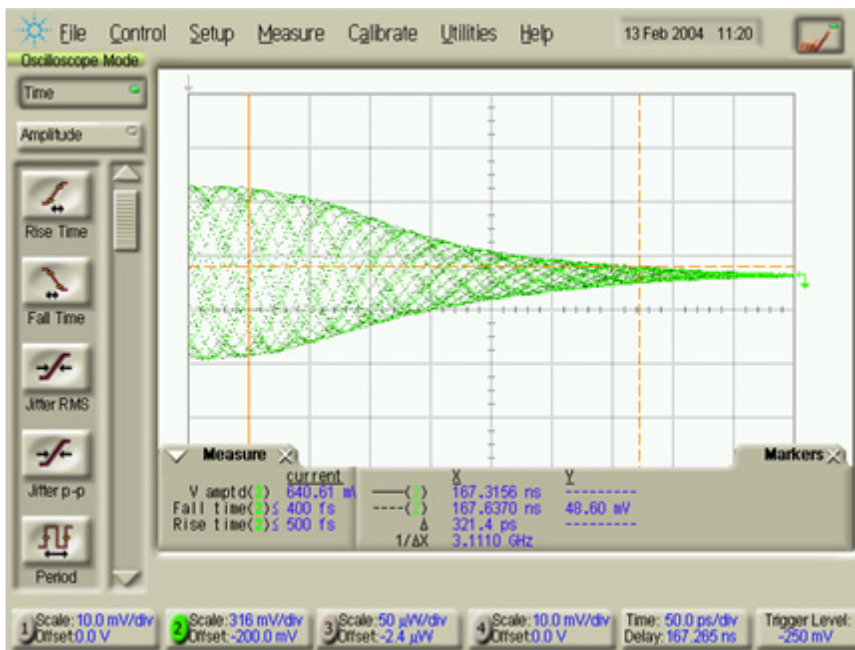 File Control Setup Measure Calibrate Utilities Help 13 Feb 2004 11:20
Oscilloscope Mode
Time
Amplitude
Rise Time
Fall Time
Jitter RMS
Jitter p-p
Period
Measure
current
V amptd(2) 640.61 m
Fall time(2)≤ 400 fs
Rise time(2)≤ 500 fs
Markers
X Y
——(2) 167.3156 ns ---------
----(2) 167.6370 ns 48.60 mV
Δ 321.4 ps ---------
1/ΔX 3.1110 GHz
1 Scale: 10.0 mV/div
Offset: 0.0 V
2 Scale: 316 mV/div
Offset: -200.0 mV
3 Scale: 50 µW/div
Offset: -2.4 µW
4 Scale: 10.0 mV/div
Offset: 0.0 V
Time: 50.0 ps/div
Delay: 167.265 ns
Trigger Level:
-250 mV